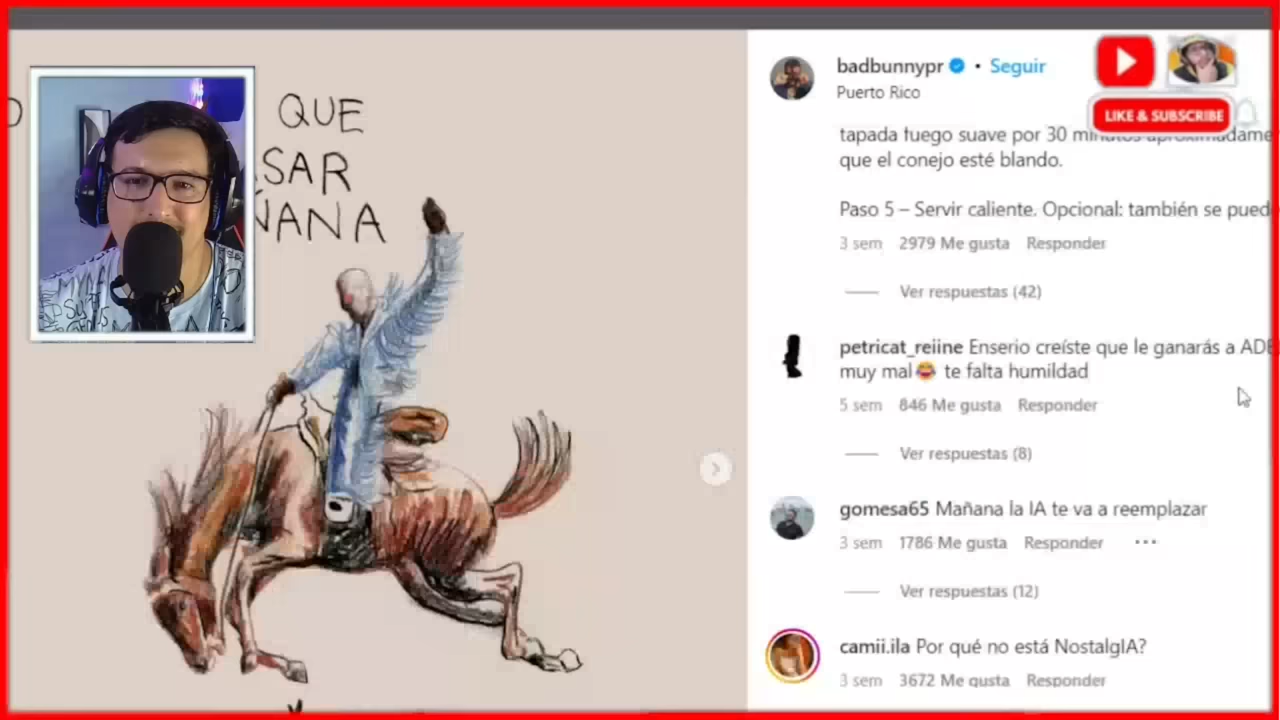 QUE
SAR
ÑANA
badbunnypr • Seguir
Puerto Rico
LIKE & SUBSCRIBE
tapada fuego suave por 30 minutos aproximadame
que el conejo esté blando.
Paso 5 – Servir caliente. Opcional: también se pued
3 sem 2979 Me gusta Responder
Ver respuestas (42)
petricat_reiine Enserio creíste que le ganarás a ADE
muy mal😂 te falta humildad
5 sem 846 Me gusta Responder
Ver respuestas (8)
gomesa65 Mañana la IA te va a reemplazar
3 sem 1786 Me gusta Responder ...
Ver respuestas (12)
camii.ila Por qué no está NostalgIA?
3 sem 3672 Me gusta Responder